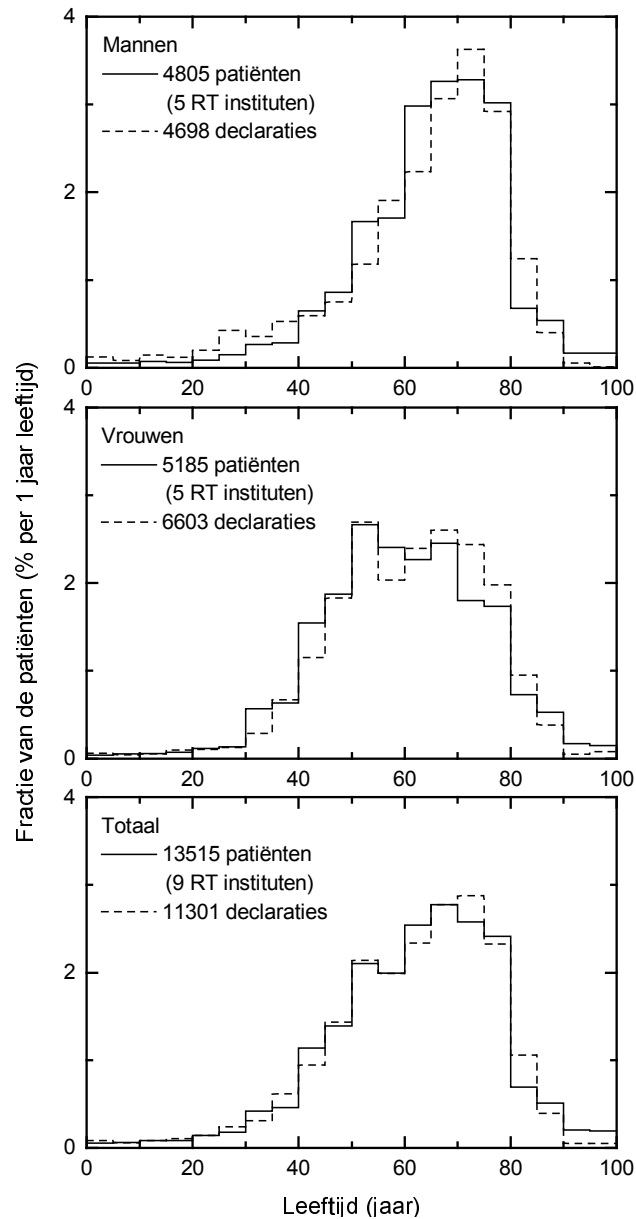 Fractie van de patiënten (% per 1 jaar leeftijd)
4
2
0
Mannen
4805 patiënten
(5 RT instituten)
4698 declaraties
0 20 40 60 80 100
4
2
0
Vrouwen
5185 patiënten
(5 RT instituten)
6603 declaraties
0 20 40 60 80 100
4
2
0
Totaal
13515 patiënten
(9 RT instituten)
11301 declaraties
0 20 40 60 80 100
Leeftijd (jaar)